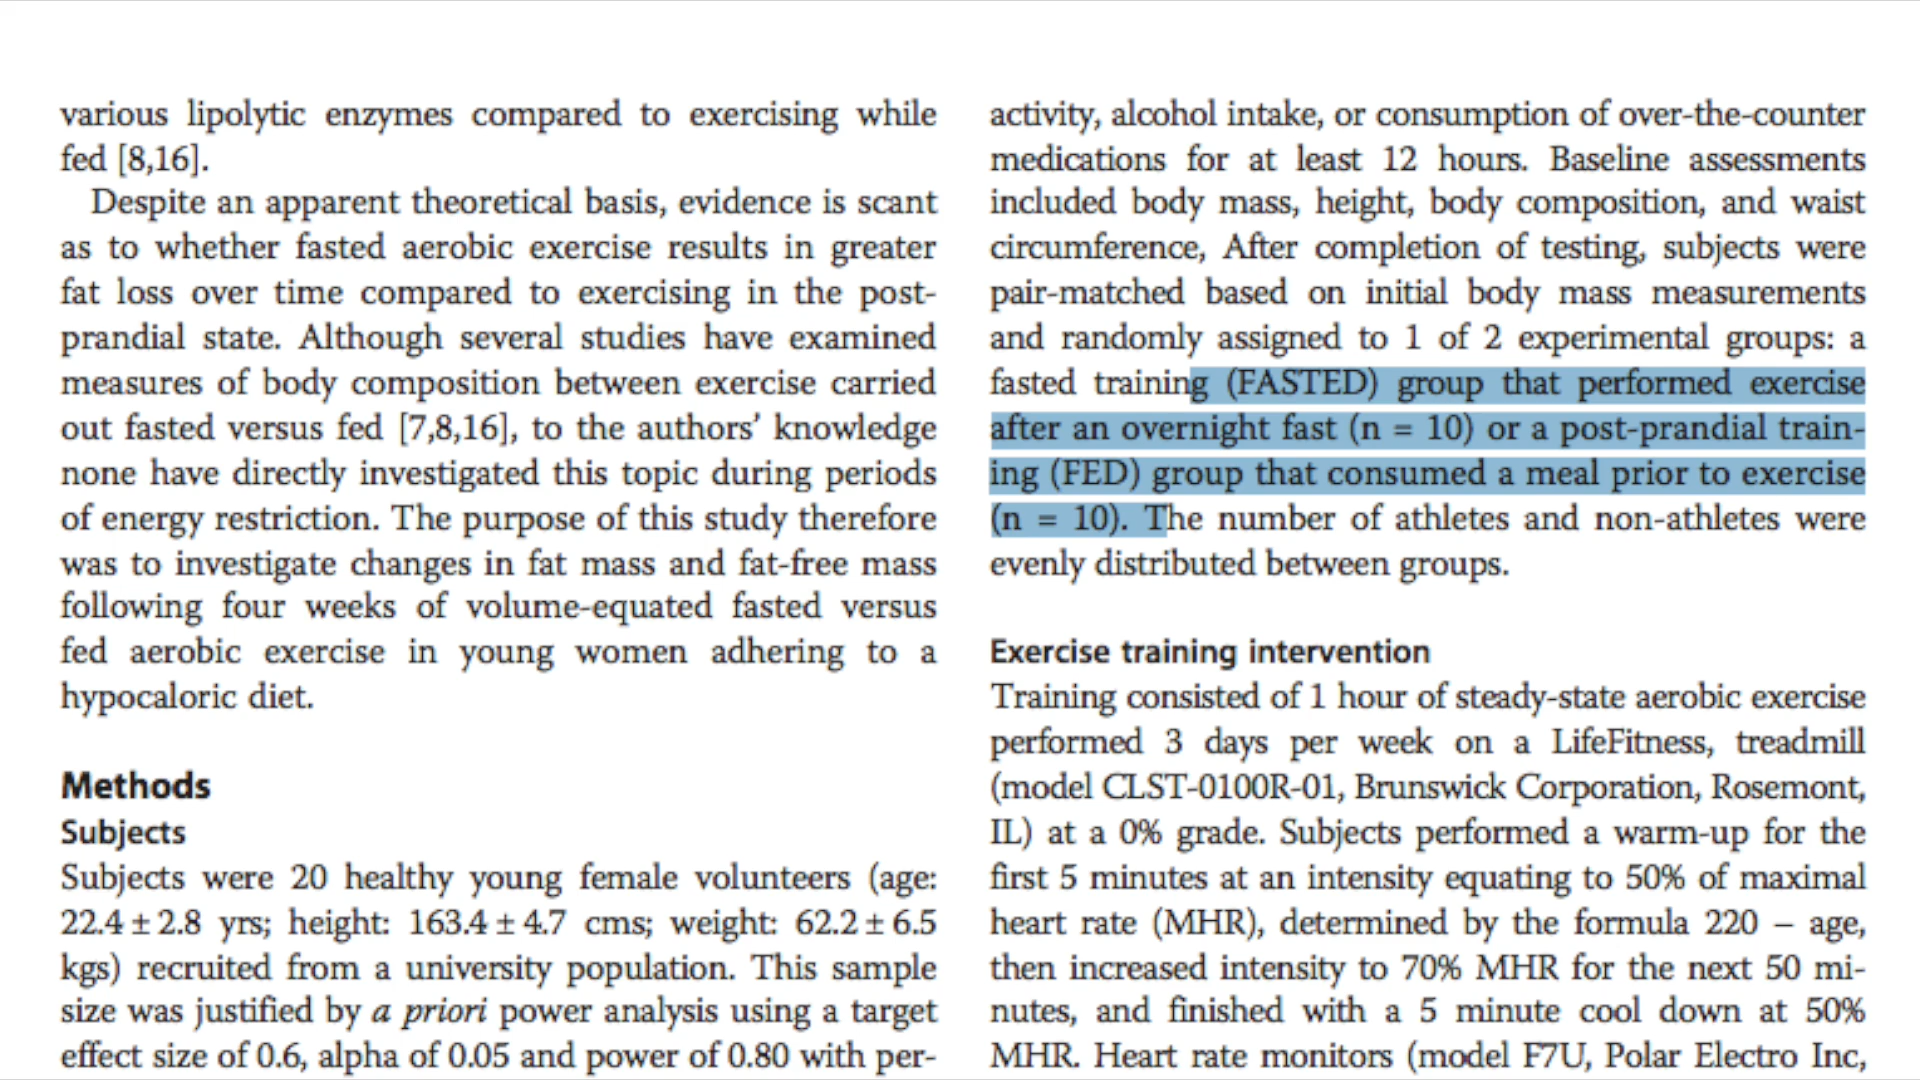 various lipolytic enzymes compared to exercising while
fed [8,16].
Despite an apparent theoretical basis, evidence is scant
as to whether fasted aerobic exercise results in greater
fat loss over time compared to exercising in the post-
prandial state. Although several studies have examined
measures of body composition between exercise carried
out fasted versus fed [7,8,16], to the authors’ knowledge
none have directly investigated this topic during periods
of energy restriction. The purpose of this study therefore
was to investigate changes in fat mass and fat-free mass
following four weeks of volume-equated fasted versus
fed aerobic exercise in young women adhering to a
hypocaloric diet.
Methods
Subjects
Subjects were 20 healthy young female volunteers (age:
22.4 ± 2.8 yrs; height: 163.4 ± 4.7 cms; weight: 62.2 ± 6.5
kgs) recruited from a university population. This sample
size was justified by a priori power analysis using a target
effect size of 0.6, alpha of 0.05 and power of 0.80 with per-
activity, alcohol intake, or consumption of over-the-counter
medications for at least 12 hours. Baseline assessments
included body mass, height, body composition, and waist
circumference, After completion of testing, subjects were
pair-matched based on initial body mass measurements
and randomly assigned to 1 of 2 experimental groups: a
fasted training (FASTED) group that performed exercise
after an overnight fast (n = 10) or a post-prandial train-
ing (FED) group that consumed a meal prior to exercise
(n = 10). The number of athletes and non-athletes were
evenly distributed between groups.
Exercise training intervention
Training consisted of 1 hour of steady-state aerobic exercise
performed 3 days per week on a LifeFitness, treadmill
(model CLST-0100R-01, Brunswick Corporation, Rosemont,
IL) at a 0% grade. Subjects performed a warm-up for the
first 5 minutes at an intensity equating to 50% of maximal
heart rate (MHR), determined by the formula 220 – age,
then increased intensity to 70% MHR for the next 50 mi-
nutes, and finished with a 5 minute cool down at 50%
MHR. Heart rate monitors (model F7U, Polar Electro Inc,